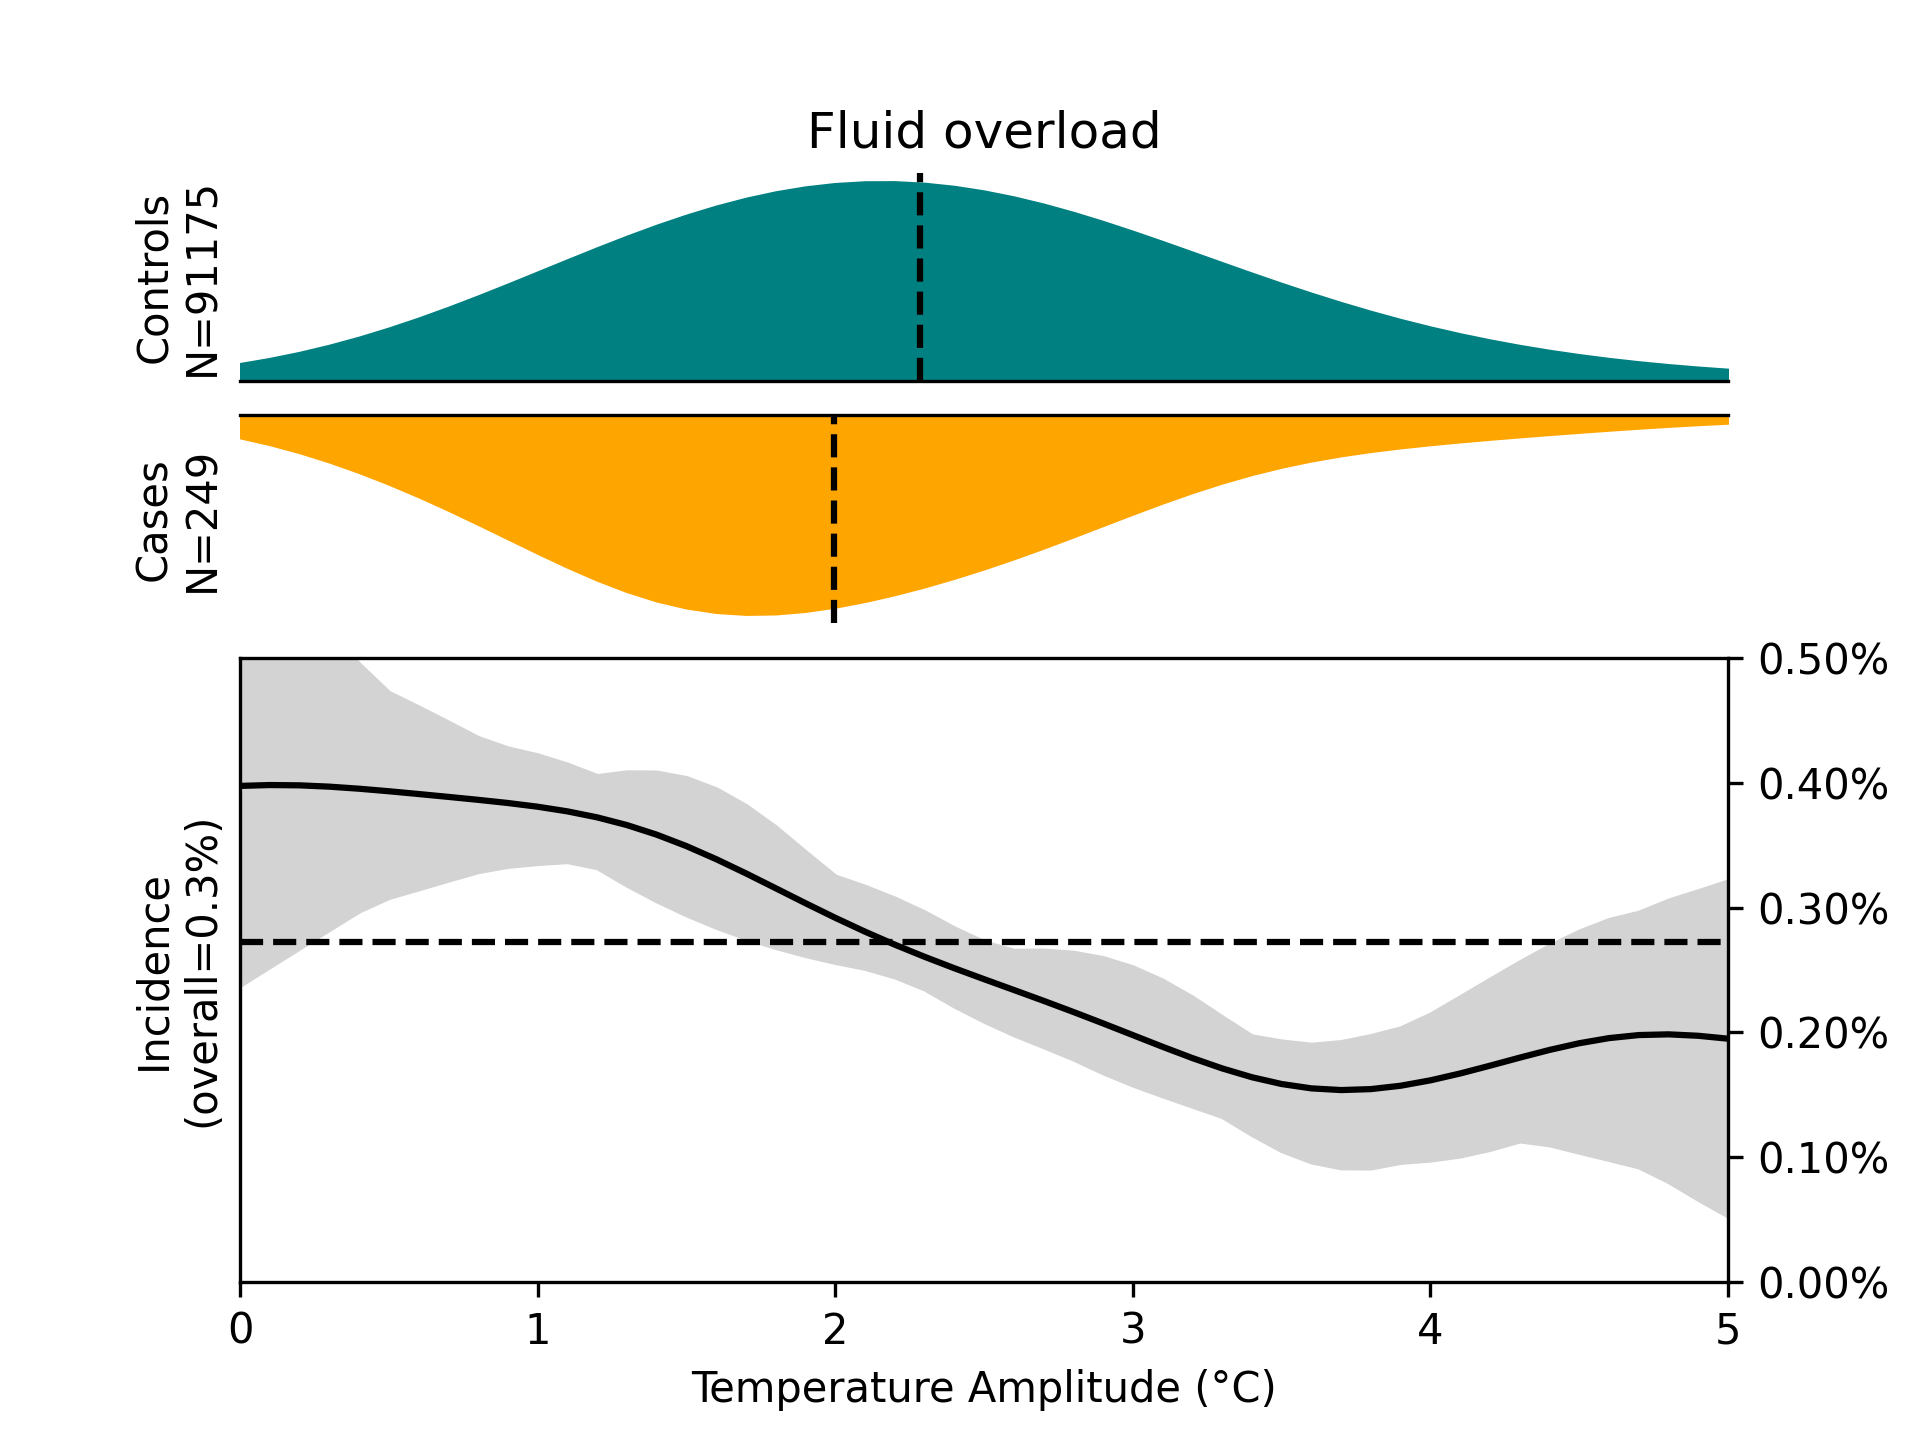 Fluid overload
Controls
N=91175
Cases
N=249
Incidence
(overall=0.3%)
0.50%
0.40%
0.30%
0.20%
0.10%
0.00%
0 1 2 3 4 5
Temperature Amplitude (°C)